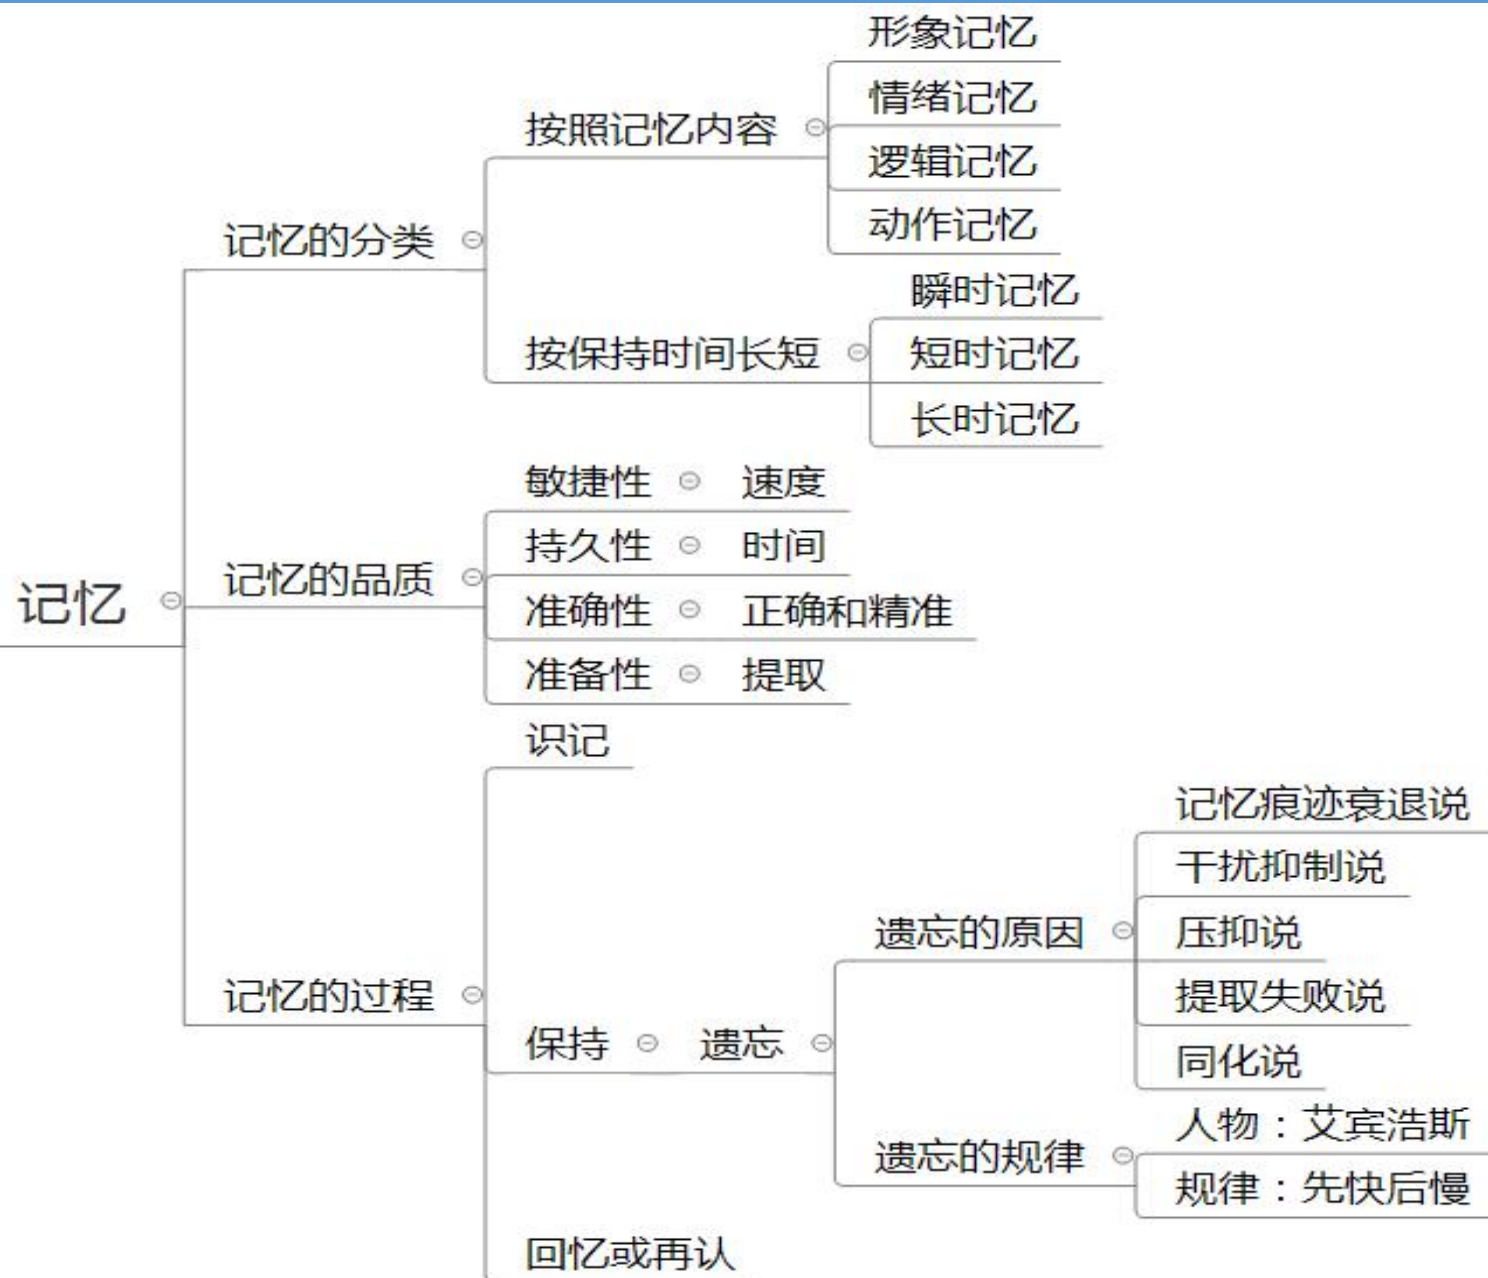 形象记忆
情绪记忆
按照记忆内容
逻辑记忆
动作记忆
记忆的分类
瞬时记忆
按保持时间长短
短时记忆
长时记忆
敏捷性 速度
持久性 时间
记忆的品质
记忆
准确性 正确和精准
准备性 提取
识记
记忆痕迹衰退说
干扰抑制说
遗忘的原因
压抑说
提取失败说
记忆的过程
保持 遗忘
同化说
人物：艾宾浩斯
遗忘的规律
规律：先快后慢
回忆或再认